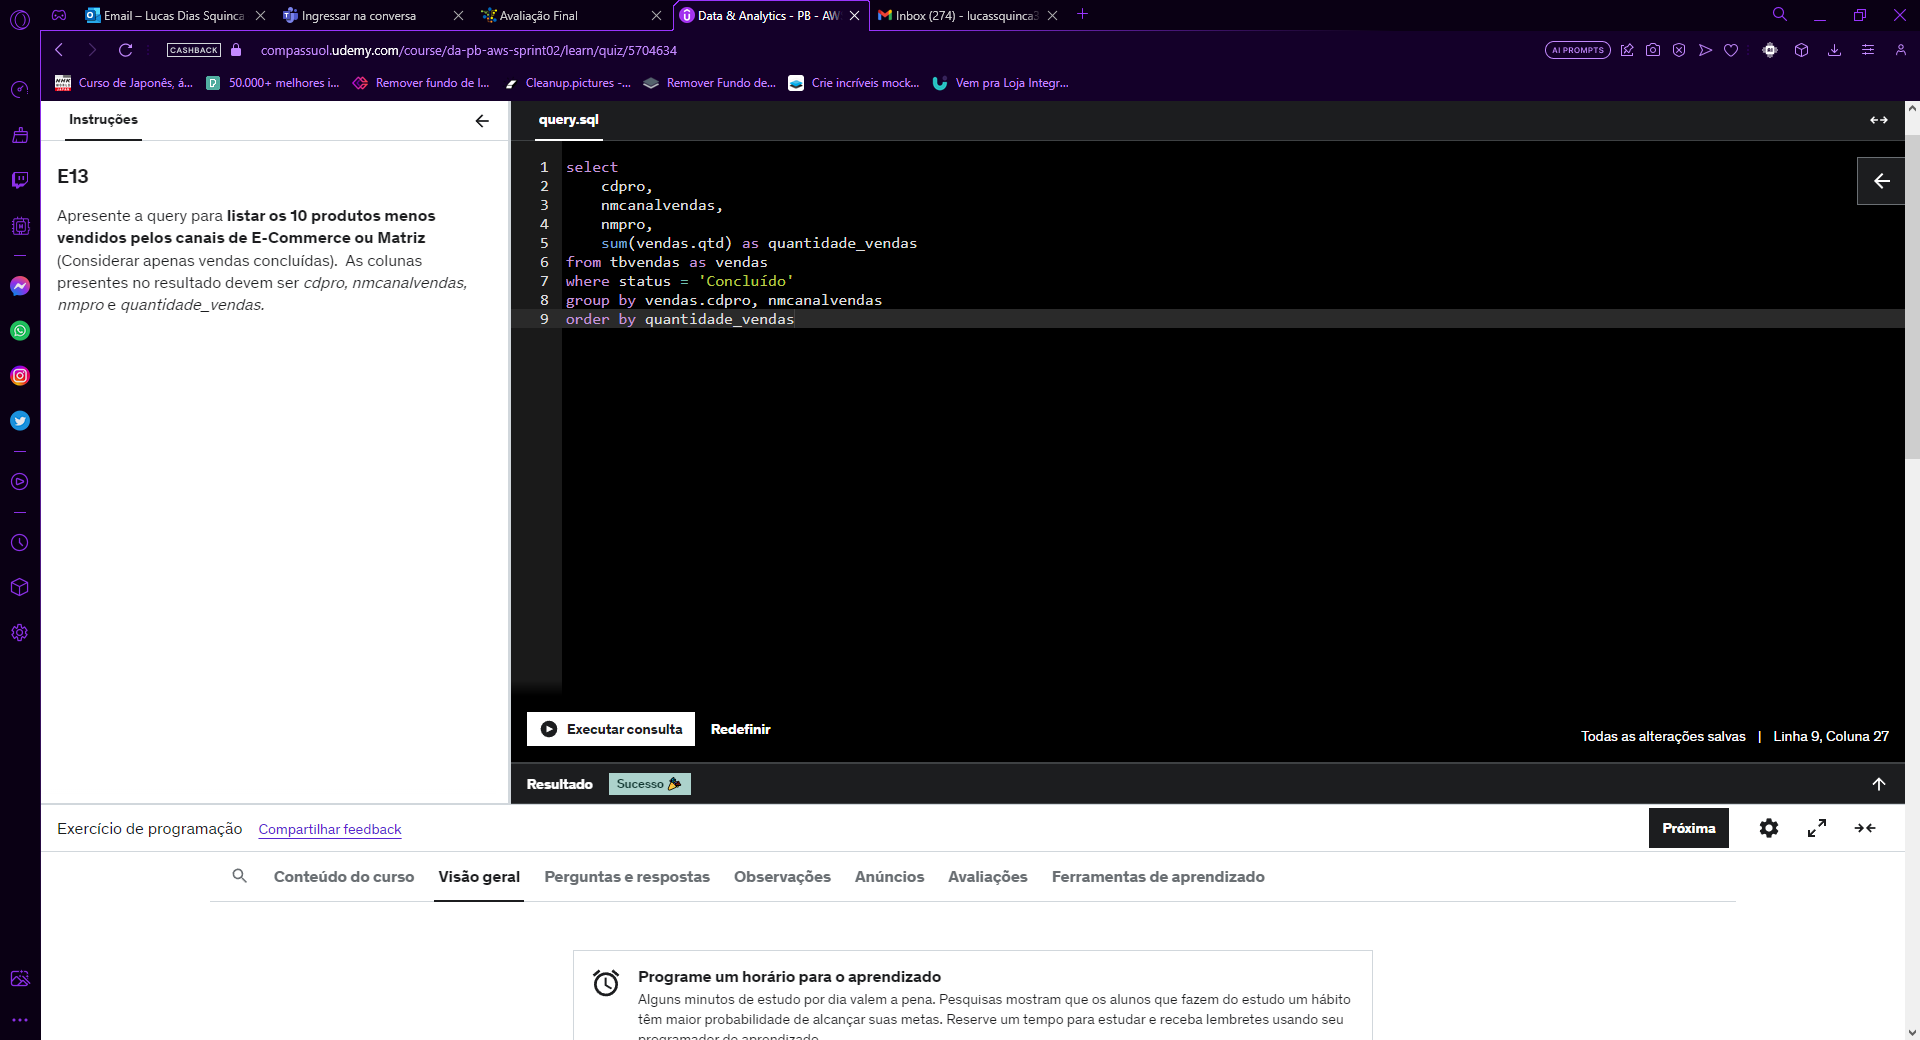 Email – Lucas Dias Squinca
Ingressar na conversa
Avaliação Final
Data & Analytics - PB - AW
Inbox (274) - lucassquinca3
CASHBACK
compassuol.udemy.com/course/da-pb-aws-sprint02/learn/quiz/5704634
AI PROMPTS
Curso de Japonês, á...
50.000+ melhores i...
Remover fundo de I...
Cleanup.pictures -...
Remover Fundo de...
Crie incríveis mock...
Vem pra Loja Integr...
Instruções
E13
Apresente a query para listar os 10 produtos menos
vendidos pelos canais de E-Commerce ou Matriz
(Considerar apenas vendas concluídas). As colunas
presentes no resultado devem ser cdpro, nmcanalvendas,
nmpro e quantidade_vendas.
query.sql
1 select
2 cdpro,
3 nmcanalvendas,
4 nmpro,
5 sum(vendas.qtd) as quantidade_vendas
6 from tbvendas as vendas
7 where status = 'Concluído'
8 group by vendas.cdpro, nmcanalvendas
9 order by quantidade_vendas
Executar consulta
Redefinir
Todas as alterações salvas | Linha 9, Coluna 27
Resultado
Sucesso
Exercício de programação
Compartilhar feedback
Próxima
Conteúdo do curso
Visão geral
Perguntas e respostas
Observações
Anúncios
Avaliações
Ferramentas de aprendizado
Programe um horário para o aprendizado
Alguns minutos de estudo por dia valem a pena. Pesquisas mostram que os alunos que fazem do estudo um hábito
têm maior probabilidade de alcançar suas metas. Reserve um tempo para estudar e receba lembretes usando seu
programador de aprendizado.